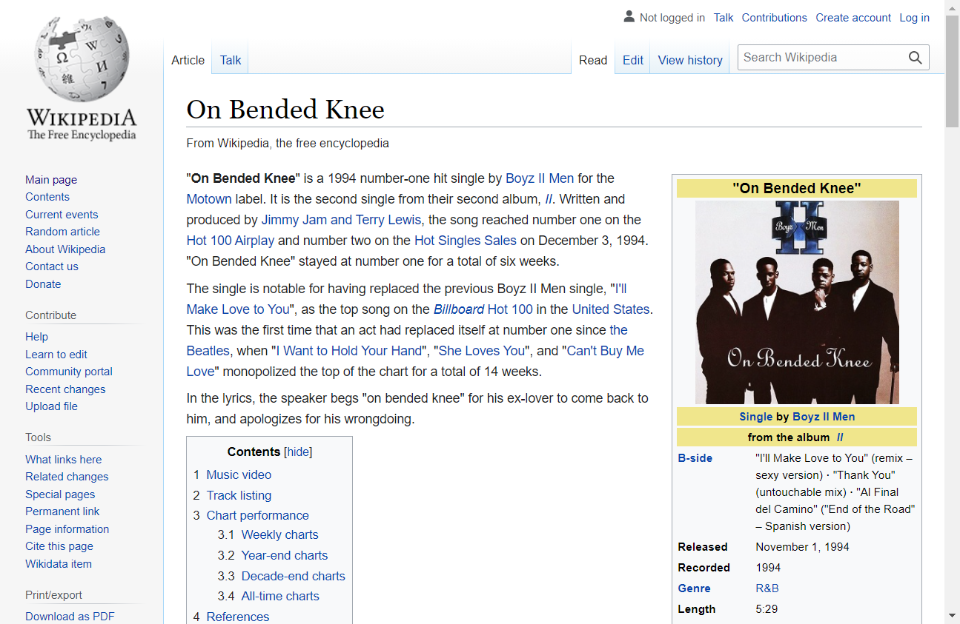 Not logged in Talk Contributions Create account Log in
Article Talk Read Edit View history Search Wikipedia
WIKIPEDIA
The Free Encyclopedia
Main page
Contents
Current events
Random article
About Wikipedia
Contact us
Donate
Contribute
Help
Learn to edit
Community portal
Recent changes
Upload file
Tools
What links here
Related changes
Special pages
Permanent link
Page information
Cite this page
Wikidata item
Print/export
Download as PDF
On Bended Knee
From Wikipedia, the free encyclopedia
"On Bended Knee" is a 1994 number-one hit single by Boyz II Men for the
Motown label. It is the second single from their second album, II. Written and
produced by Jimmy Jam and Terry Lewis, the song reached number one on the
Hot 100 Airplay and number two on the Hot Singles Sales on December 3, 1994.
"On Bended Knee" stayed at number one for a total of six weeks.
The single is notable for having replaced the previous Boyz II Men single, "I'll
Make Love to You", as the top song on the Billboard Hot 100 in the United States.
This was the first time that an act had replaced itself at number one since the
Beatles, when "I Want to Hold Your Hand", "She Loves You", and "Can't Buy Me
Love" monopolized the top of the chart for a total of 14 weeks.
In the lyrics, the speaker begs "on bended knee" for his ex-lover to come back to
him, and apologizes for his wrongdoing.
Contents [hide]
1 Music video
2 Track listing
3 Chart performance
3.1 Weekly charts
3.2 Year-end charts
3.3 Decade-end charts
3.4 All-time charts
4 References
"On Bended Knee"
Boyz II Men
On Bended Knee
Single by Boyz II Men
from the album II
B-side "I'll Make Love to You" (remix –
sexy version) · "Thank You"
(untouchable mix) · "Al Final
del Camino" ("End of the Road"
– Spanish version)
Released November 1, 1994
Recorded 1994
Genre R&B
Length 5:29